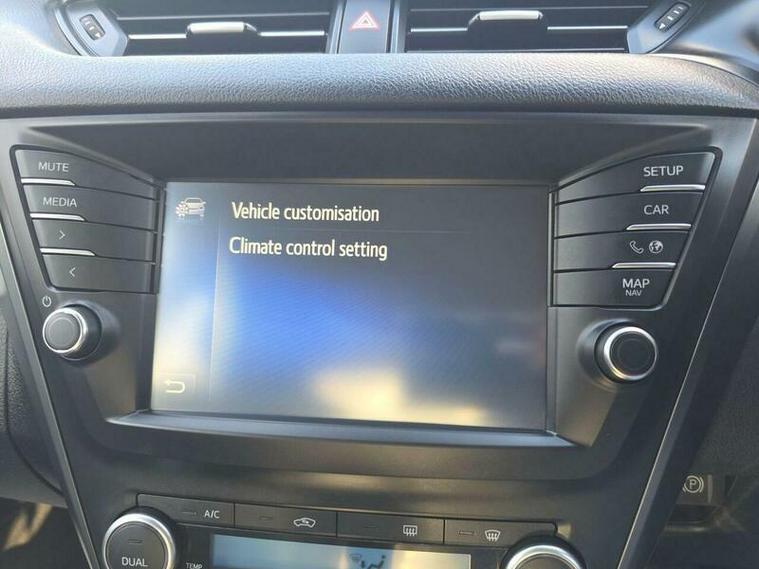 MUTE
MEDIA
>
<
SETUP
CAR
MAP
NAV
Vehicle customisation
Climate control setting
A/C
DUAL
TEMP
P